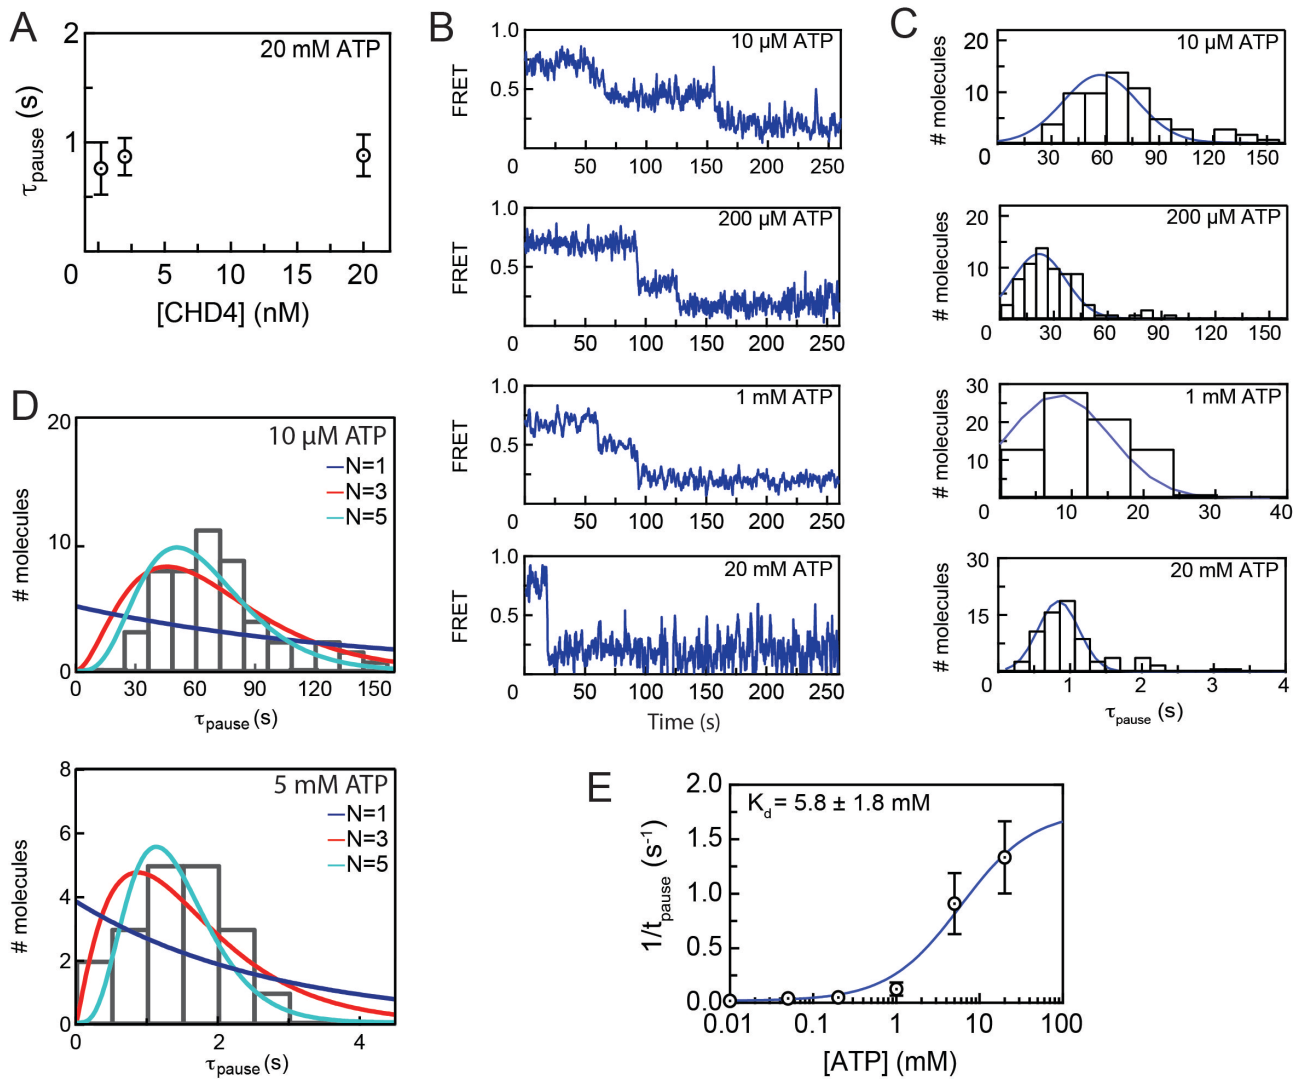 A
2
1
0
5
10
15
20
τpause (s)
[CHD4] (nM)
20 mM ATP
B
1.0
0.5
FRET
10 µM ATP
0
50
100
150
200
250
1.0
0.5
FRET
200 µM ATP
0
50
100
150
200
250
1.0
0.5
FRET
1 mM ATP
0
50
100
150
200
250
1.0
0.5
FRET
20 mM ATP
0
50
100
150
200
250
Time (s)
C
20
10
0
# molecules
10 µM ATP
30
60
90
120
150
20
10
0
# molecules
200 µM ATP
30
60
90
120
150
30
20
10
0
# molecules
1 mM ATP
10
20
30
40
30
15
0
# molecules
20 mM ATP
1
2
3
4
τpause (s)
D
20
10
0
# molecules
10 µM ATP
N=1
N=3
N=5
0
30
60
90
120
150
τpause (s)
8
6
4
2
0
# molecules
5 mM ATP
N=1
N=3
N=5
0
2
4
τpause (s)
E
2.0
1.5
1.0
0.5
0.0
1/tpause (s-1)
Kd = 5.8 ± 1.8 mM
0.01
0.1
1
10
100
[ATP] (mM)